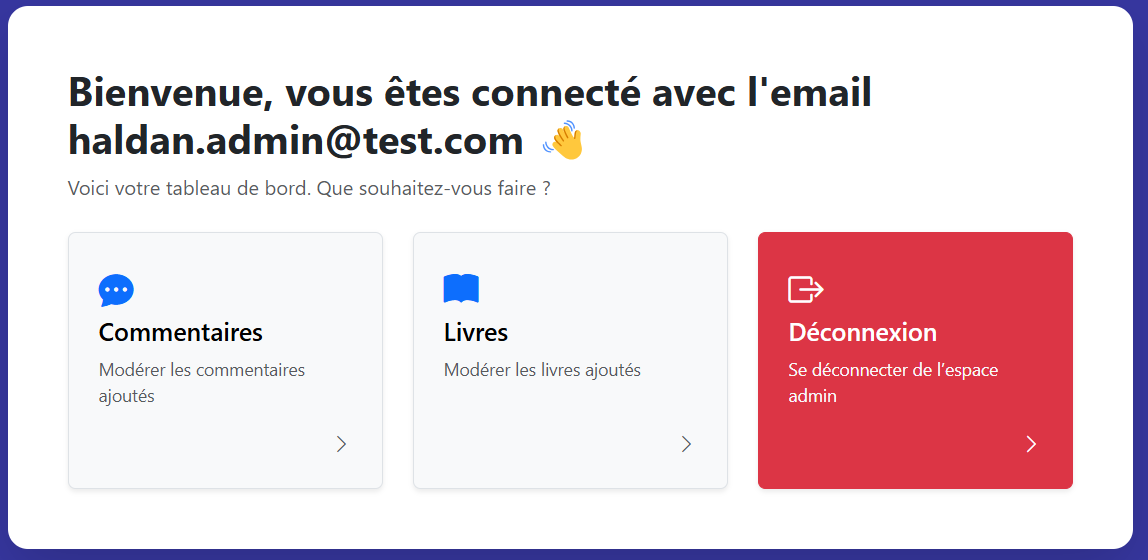 Bienvenue, vous êtes connecté avec l'email
haldan.admin@test.com 👋
Voici votre tableau de bord. Que souhaitez-vous faire ?
Commentaires
Modérer les commentaires
ajoutés
Livres
Modérer les livres ajoutés
Déconnexion
Se déconnecter de l’espace
admin